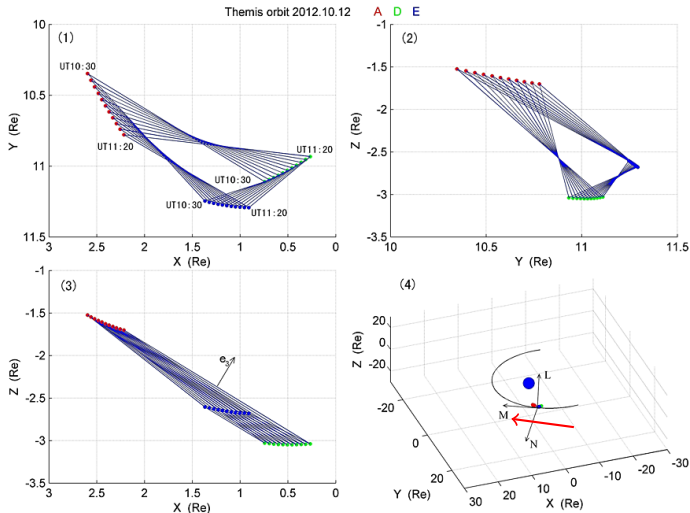 Themis orbit 2012.10.12 A D E
(1)
10
10.5
11
11.5
Y (Re)
UT10:30
UT11:20
UT10:30
UT11:20
UT10:30
UT11:20
3 2.5 2 1.5 1 0.5 0
X (Re)
(2)
-1
-1.5
-2
-2.5
-3
-3.5
Z (Re)
10 10.5 11 11.5
Y (Re)
(3)
-1
-1.5
-2
-2.5
-3
-3.5
Z (Re)
e3
3 2.5 2 1.5 1 0.5 0
X (Re)
(4)
20
0
-20
Z (Re)
L
M
N
-20
0
20
Y (Re)
30 20 10 0 -10 -20 -30
X (Re)